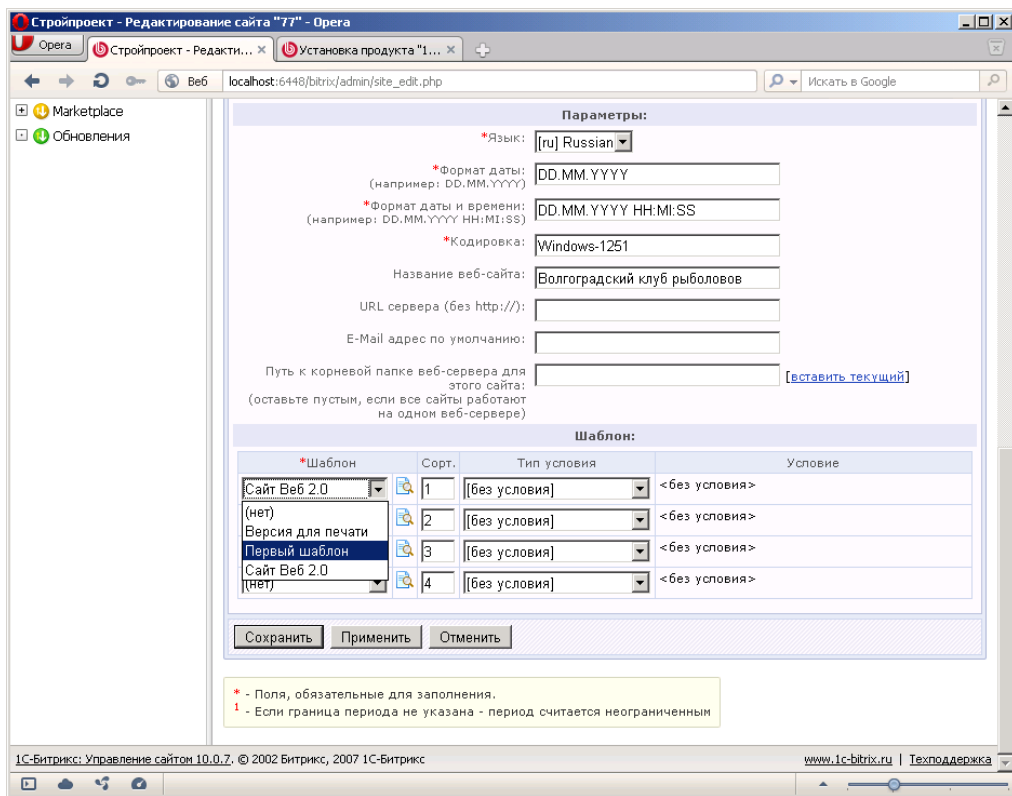 Стройпроект - Редактирование сайта "77" - Opera
Opera
Стройпроект - Редакти...
Установка продукта "1...
Веб
localhost:6448/bitrix/admin/site_edit.php
Искать в Google
Marketplace
Обновления
Параметры:
*Язык: [ru] Russian
*Формат даты: DD.MM.YYYY
(например: DD.MM.YYYY)
*Формат даты и времени: DD.MM.YYYY HH:MI:SS
(например: DD.MM.YYYY HH:MI:SS)
*Кодировка: Windows-1251
Название веб-сайта: Волгоградский клуб рыболовов
URL сервера (без http://):
E-Mail адрес по умолчанию:
Путь к корневой папке веб-сервера для
этого сайта:
(оставьте пустым, если все сайты работают
на одном веб-сервере)
[вставить текущий]
Шаблон:
*Шаблон Сорт. Тип условия Условие
Сайт Веб 2.0 1 [без условия] <без условия>
(нет)
Версия для печати
Первый шаблон
Сайт Веб 2.0
2 [без условия] <без условия>
3 [без условия] <без условия>
(нет) 4 [без условия] <без условия>
Сохранить Применить Отменить
* - Поля, обязательные для заполнения.
1 - Если граница периода не указана - период считается неограниченным
1С-Битрикс: Управление сайтом 10.0.7. © 2002 Битрикс, 2007 1С-Битрикс
www.1c-bitrix.ru | Техподдержка